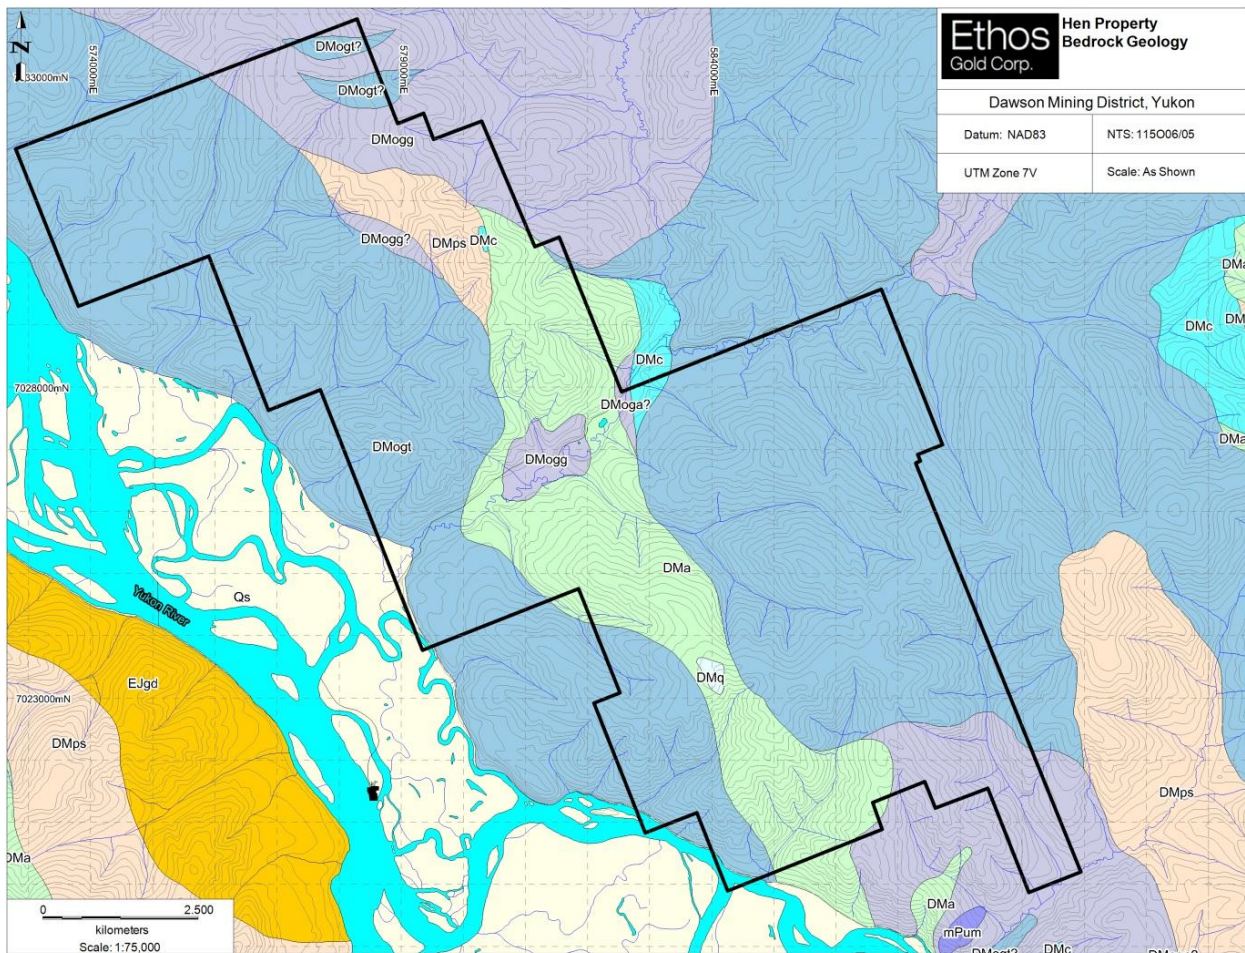 Ethos
Gold Corp.
Hen Property
Bedrock Geology
Dawson Mining District, Yukon
Datum: NAD83
NTS: 115O06/05
UTM Zone 7V
Scale: As Shown
N
574000mE
579000mE
584000mE
DMogt?
33000mN
DMogt?
DMogg
DMogg?
DMps
DMc
DMa
DMc
DMc
7028000mN
DMoga?
DMogt
DMogg
DMa
DMa
Yukon River
Qs
DMq
EJgd
7023000mN
DMps
DMps
DMa
DMa
mPum
DMogt?
DMc
0
2.500
kilometers
Scale: 1:75,000